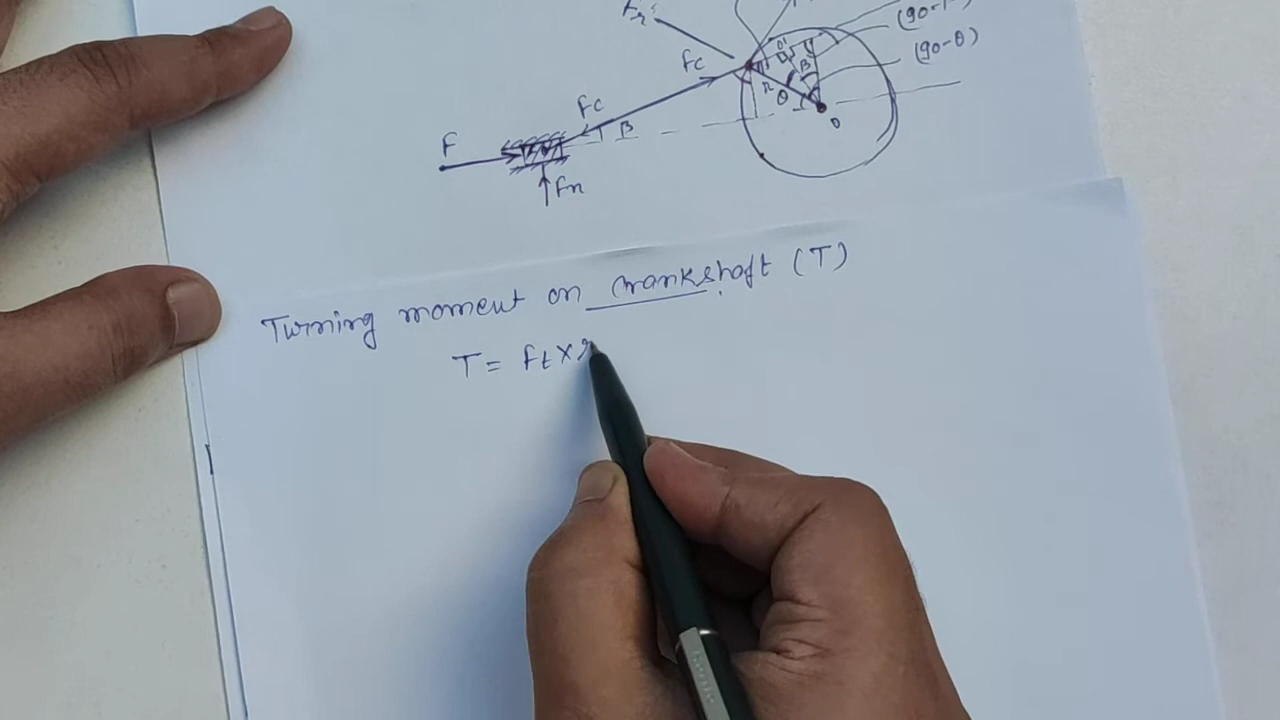 Fr
(90-β)
Fc
(90-θ)
β
r
θ
Fc
β
O
F
Fn
Turning moment on crankshaft (T)
T = Ft × r